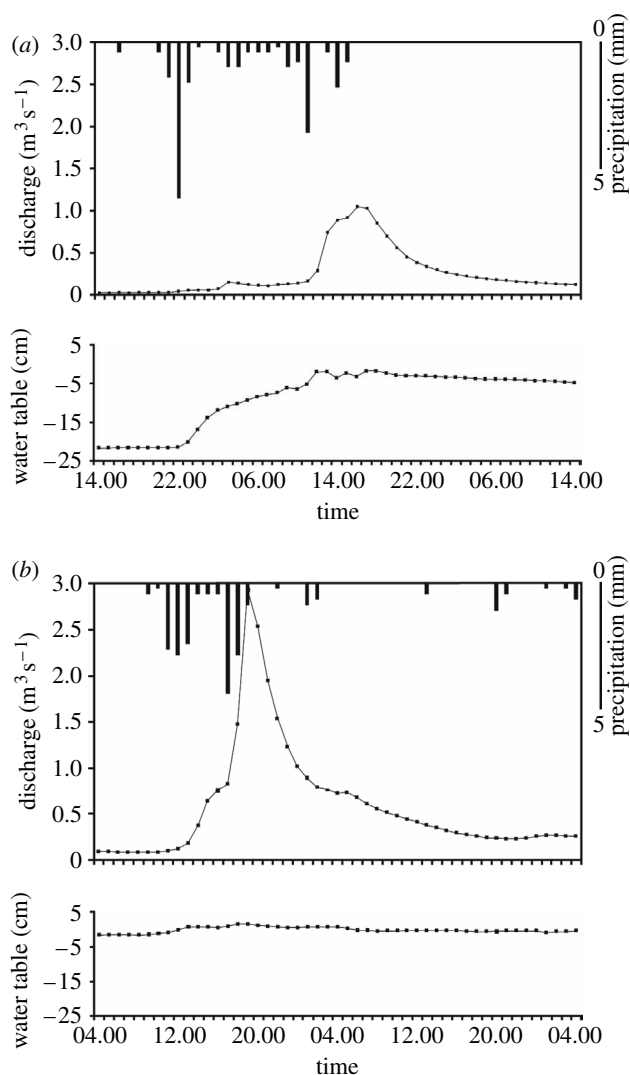 (a)
3.0
2.5
2.0
1.5
1.0
0.5
0
discharge (m³ s⁻¹)
0
5
precipitation (mm)
5
−5
−15
−25
water table (cm)
14.00 22.00 06.00 14.00 22.00 06.00 14.00
time
(b)
3.0
2.5
2.0
1.5
1.0
0.5
0
discharge (m³ s⁻¹)
0
5
precipitation (mm)
5
−5
−15
−25
water table (cm)
04.00 12.00 20.00 04.00 12.00 20.00 04.00
time